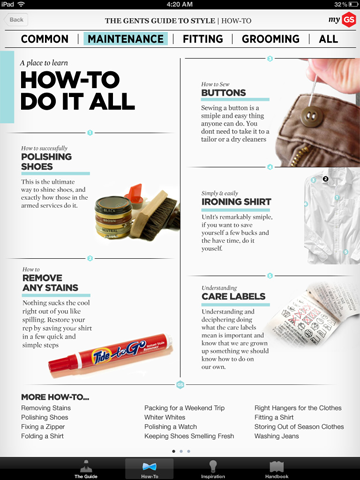 iPad
4:20 AM
32%
Back
THE GENTS GUIDE TO STYLE | HOW-TO
my GS
COMMON | MAINTENANCE | FITTING | GROOMING | ALL
A place to learn
HOW-TO
DO IT ALL
How to Sew
BUTTONS
Sewing a button is a
smiple and easy thing
anyone can do. You
dont need to take it to a
tailor or a dry cleaners
How to successfully
POLISHING
SHOES
This is the ultimate
way to shine shoes, and
exactly how those in the
armed services do it.
Simply & easily
IRONING SHIRT
UnIt's remarkably smiple,
if you want to save
yourself a few bucks and
the have time, do it
youself.
How to
REMOVE
ANY STAINS
Nothing sucks the cool
right out of you like
spilling. Restore your
rep by saving your shirt
in a few quick and
simple steps
Tide to Go
Understanding
CARE LABELS
Understanding and
deciphering doing
what the care labels
mean is important and
know that we are grown
up something we should
know how to do on
our own.
MORE HOW-TO...
Removing Stains
Polishing Shoes
Fixing a Zipper
Folding a Shirt
Packing for a Weekend Trip
Whiter Whites
Polishing a Watch
Keeping Shoes Smelling Fresh
Right Hangers for the Clothes
Fitting a Shirt
Storing Out of Season Clothes
Washing Jeans
The Guide
How-To
Inspiration
Handbook